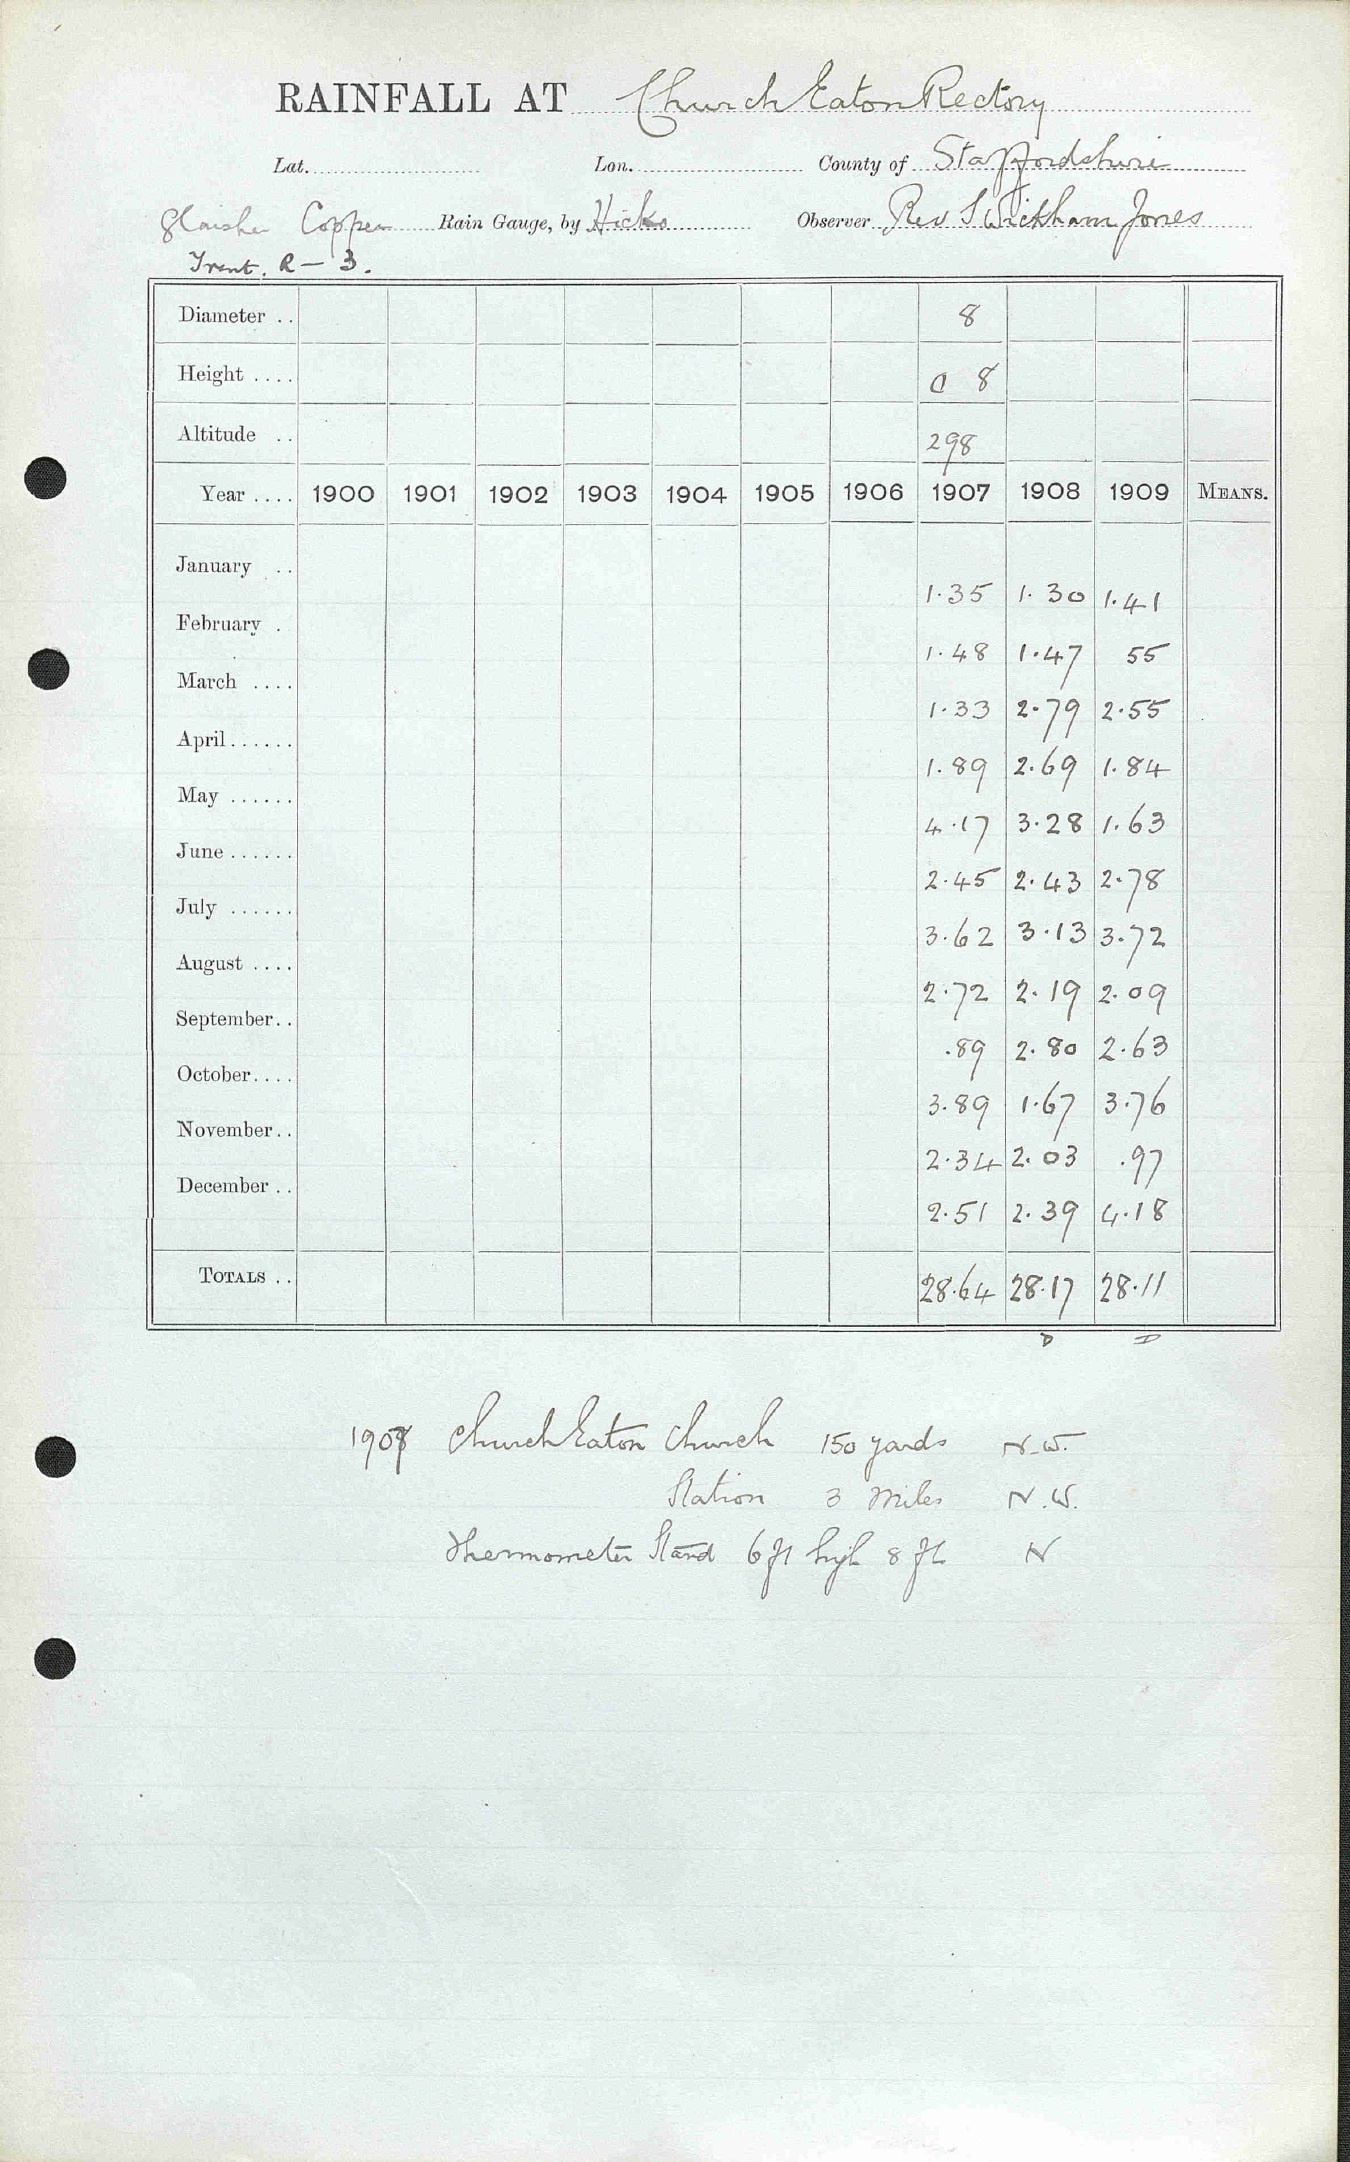 RAINFALL AT Church Eaton Rectory
Lat. Lon. County of Staffordshire
Glaisher Copper Rain Gauge, by Hicks Observer Rev S Wickham Jones
Trent. R — 3.
Diameter .. 8
Height .... 0 8
Altitude .. 298
Year .... 1900 1901 1902 1903 1904 1905 1906 1907 1908 1909 MEANS.
January .. 1.35 1.30 1.41
February . 1.48 1.47 55
March .... 1.33 2.79 2.55
April...... 1.89 2.69 1.84
May ...... 4.17 3.28 1.63
June...... 2.45 2.43 2.78
July ...... 3.62 3.13 3.72
August .... 2.72 2.19 2.09
September.. .89 2.80 2.63
October.... 3.89 1.67 3.76
November.. 2.34 2.03 .97
December.. 2.51 2.39 4.18
TOTALS .. 28.64 28.17 28.11
D D
Church Eaton Church 150 yards N.W.
Station 3 Miles N.W.
Thermometer Stand 6 ft high 8 ft N